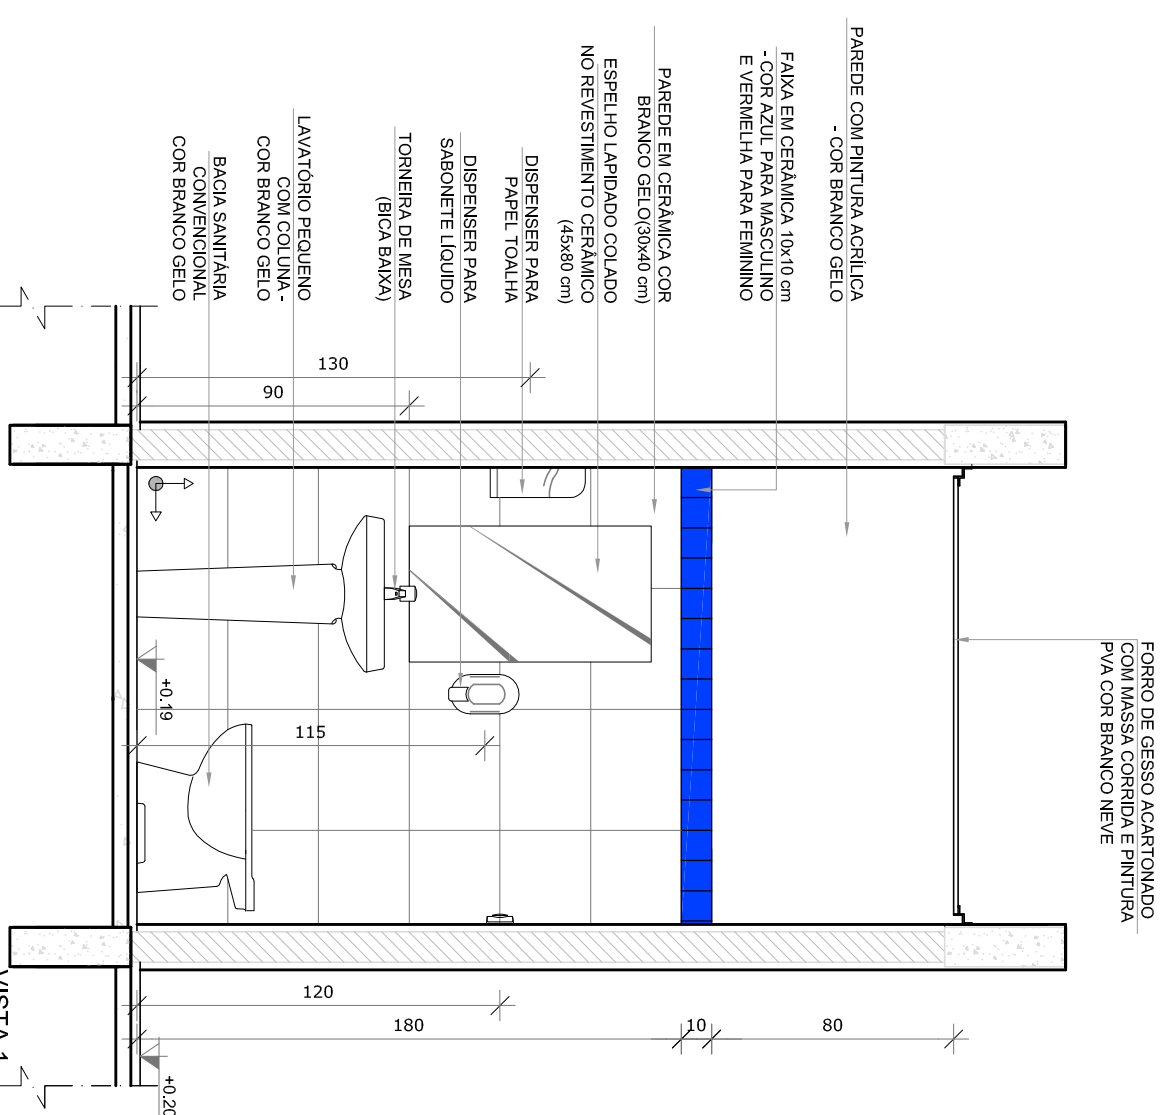 FORRO DE GESSO ACARTONADO
COM MASSA CORRIDA E PINTURA
PVA COR BRANCO NEVE
PAREDE COM PINTURA ACRÍLICA
- COR BRANCO GELO
FAIXA EM CERÂMICA 10x10 cm
- COR AZUL PARA MASCULINO
E VERMELHA PARA FEMININO
PAREDE EM CERÂMICA COR
BRANCO GELO(30x40 cm)
ESPELHO LAPIDADO COLADO
NO REVESTIMENTO CERÂMICO
(45x80 cm)
DISPENSER PARA
PAPEL TOALHA
DISPENSER PARA
SABONETE LÍQUIDO
TORNEIRA DE MESA
(BICA BAIXA)
LAVATÓRIO PEQUENO
COM COLUNA -
COR BRANCO GELO
BACIA SANITÁRIA
CONVENCIONAL
COR BRANCO GELO
130
90
115
+0.19
120
180
10
80
+0.20
VISTA 1